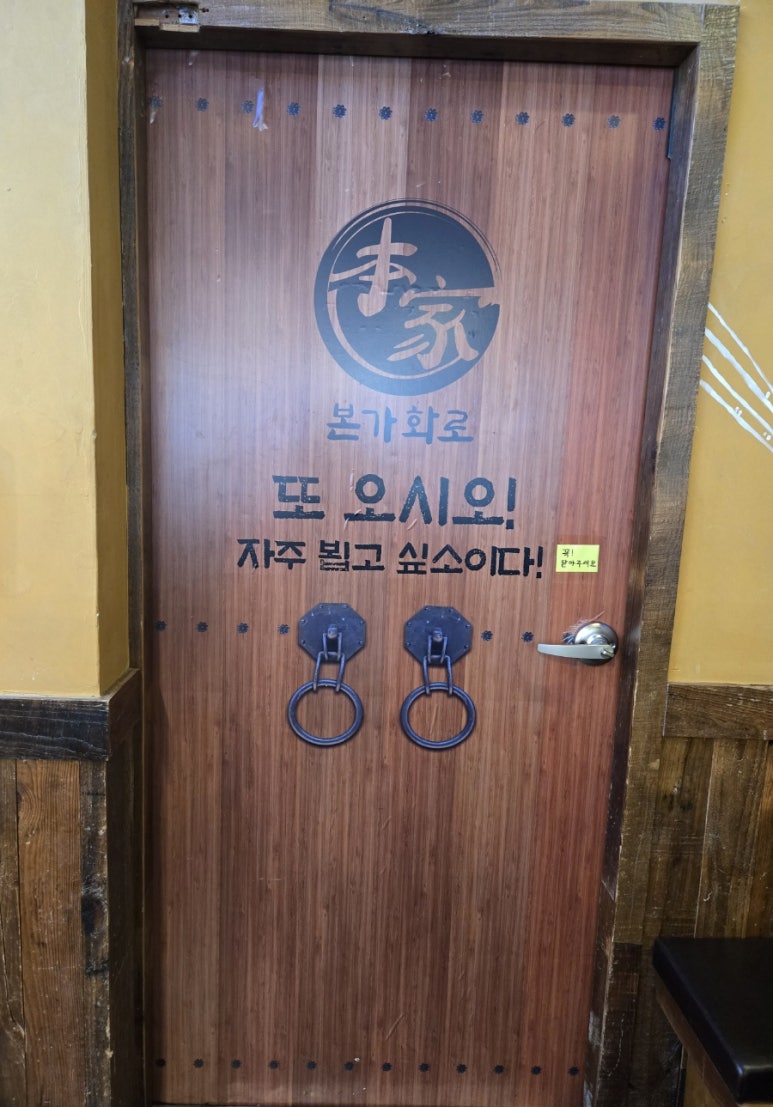 本家
본가화로
또 오시오!
자주 뵙고 싶소이다!
꼭!
닫아주세요